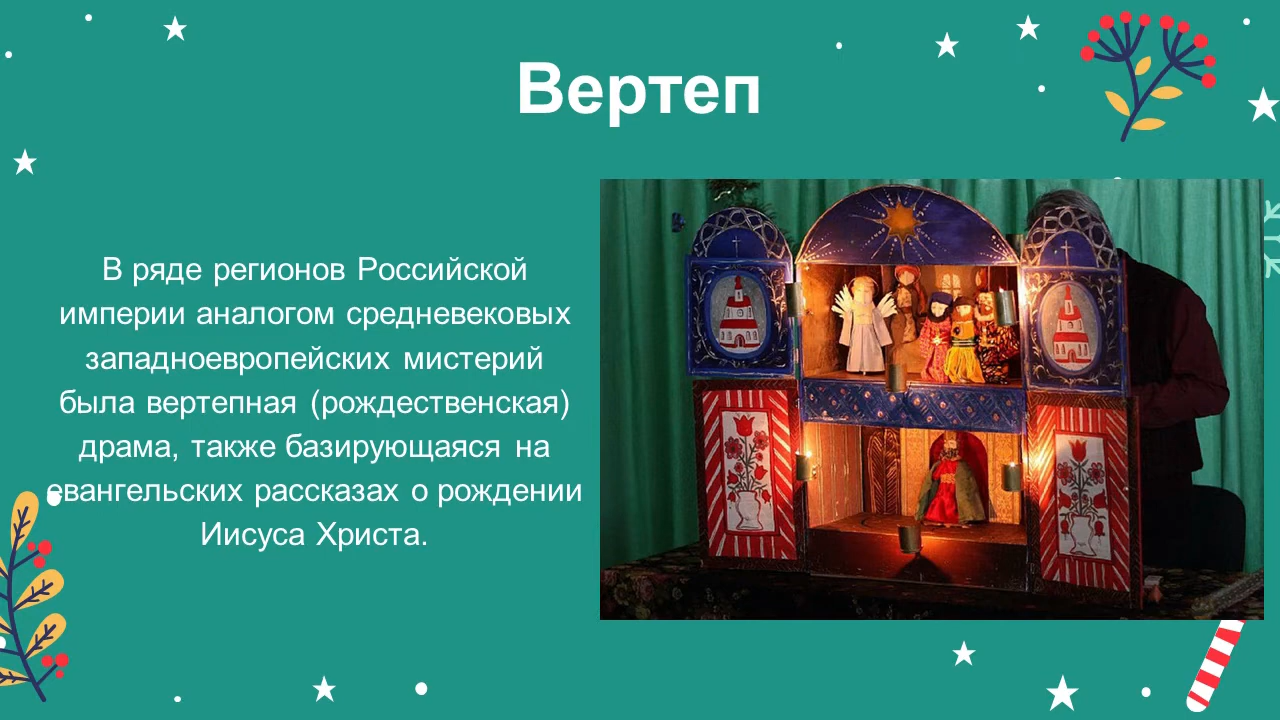 Вертеп
В ряде регионов Российской
империи аналогом средневековых
западноевропейских мистерий
была вертепная (рождественская)
драма, также базирующаяся на
евангельских рассказах о рождении
Иисуса Христа.